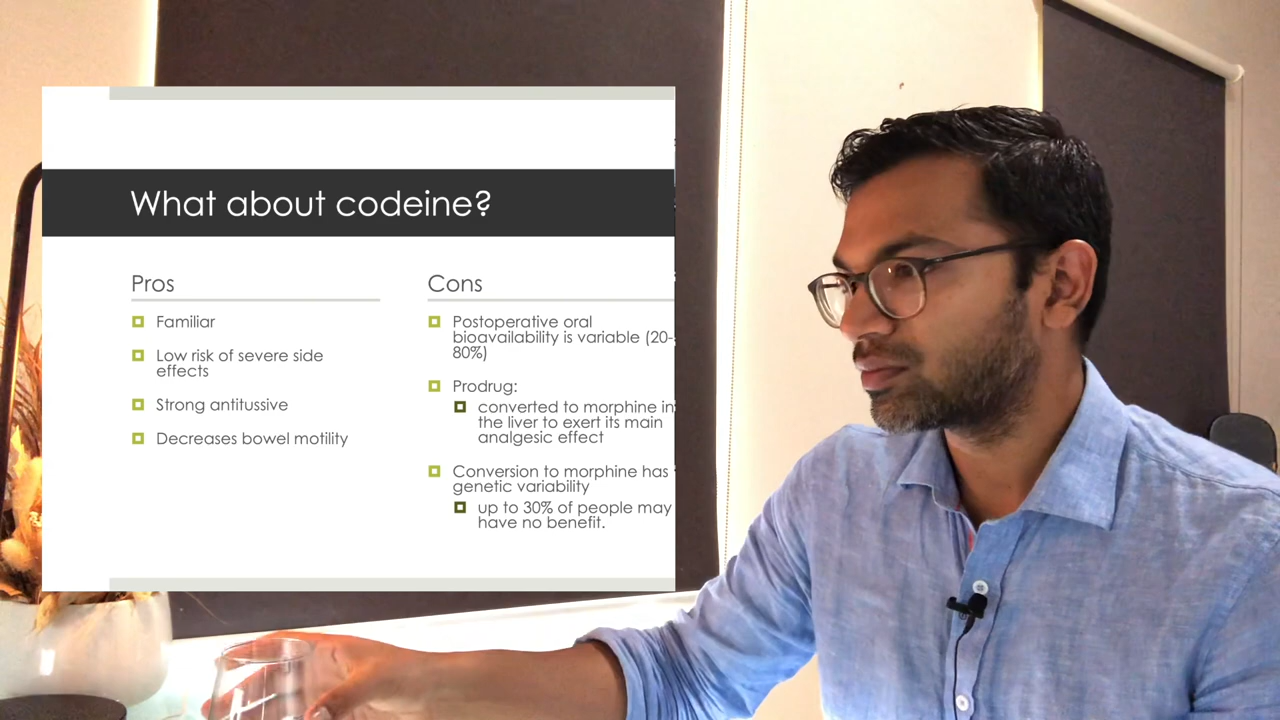 What about codeine?
Pros
Familiar
Low risk of severe side
effects
Strong antitussive
Decreases bowel motility
Cons
Postoperative oral
bioavailability is variable (20-
80%)
Prodrug:
converted to morphine in
the liver to exert its main
analgesic effect
Conversion to morphine has
genetic variability
up to 30% of people may
have no benefit.